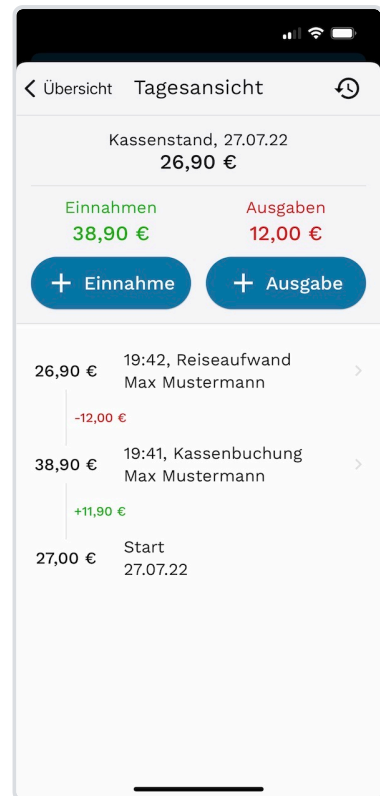 Übersicht Tagesansicht
Kassenstand, 27.07.22
26,90 €
Einnahmen Ausgaben
38,90 € 12,00 €
+ Einnahme + Ausgabe
26,90 € 19:42, Reiseaufwand
Max Mustermann
-12,00 €
38,90 € 19:41, Kassenbuchung
Max Mustermann
+11,90 €
27,00 € Start
27.07.22